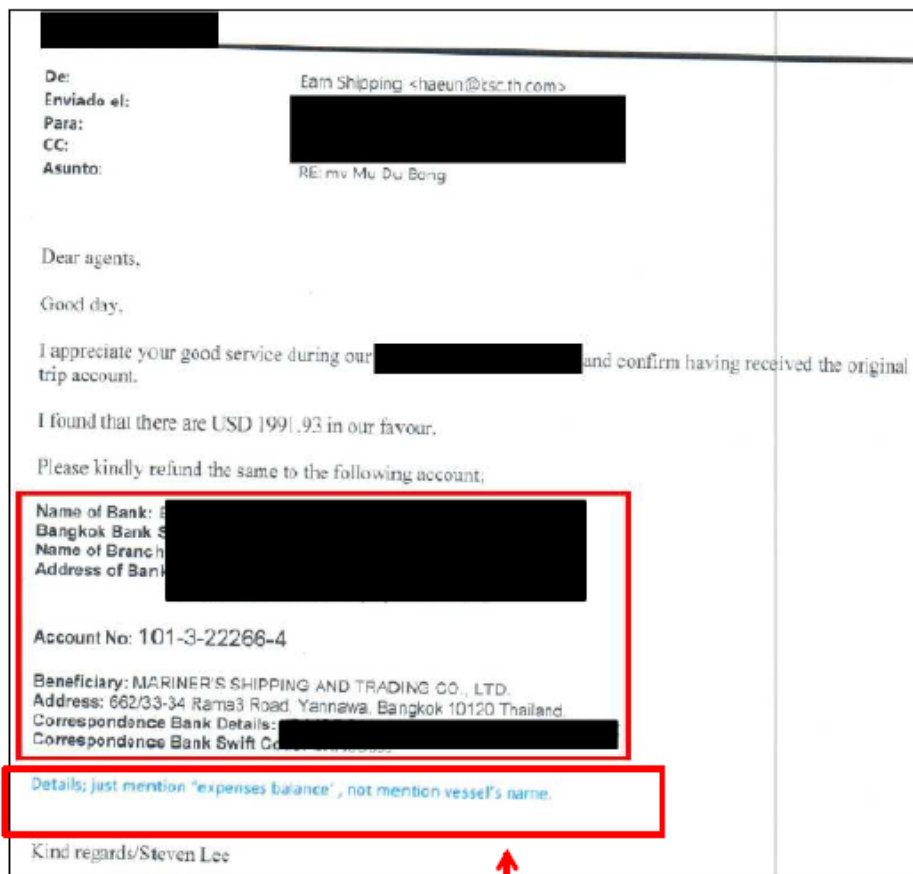 De: Eam Shipping <haeun@csc.th.com>
Enviado el:
Para:
CC:
Asunto: RE: mv Mu Du Bong
Dear agents,
Good day,
I appreciate your good service during our and confirm having received the original
trip account.
I found that there are USD 1991.93 in our favour.
Please kindly refund the same to the following account;
Name of Bank:
Bangkok Bank
Name of Branch
Address of Bank
Account No: 101-3-22266-4
Beneficiary: MARINER'S SHIPPING AND TRADING CO., LTD.
Address: 662/33-34 Rama3 Road, Yannawa, Bangkok 10120 Thailand.
Correspondence Bank Details:
Correspondence Bank Swift
Details; just mention "expenses balance' , not mention vessel's name.
Kind regards/Steven Lee